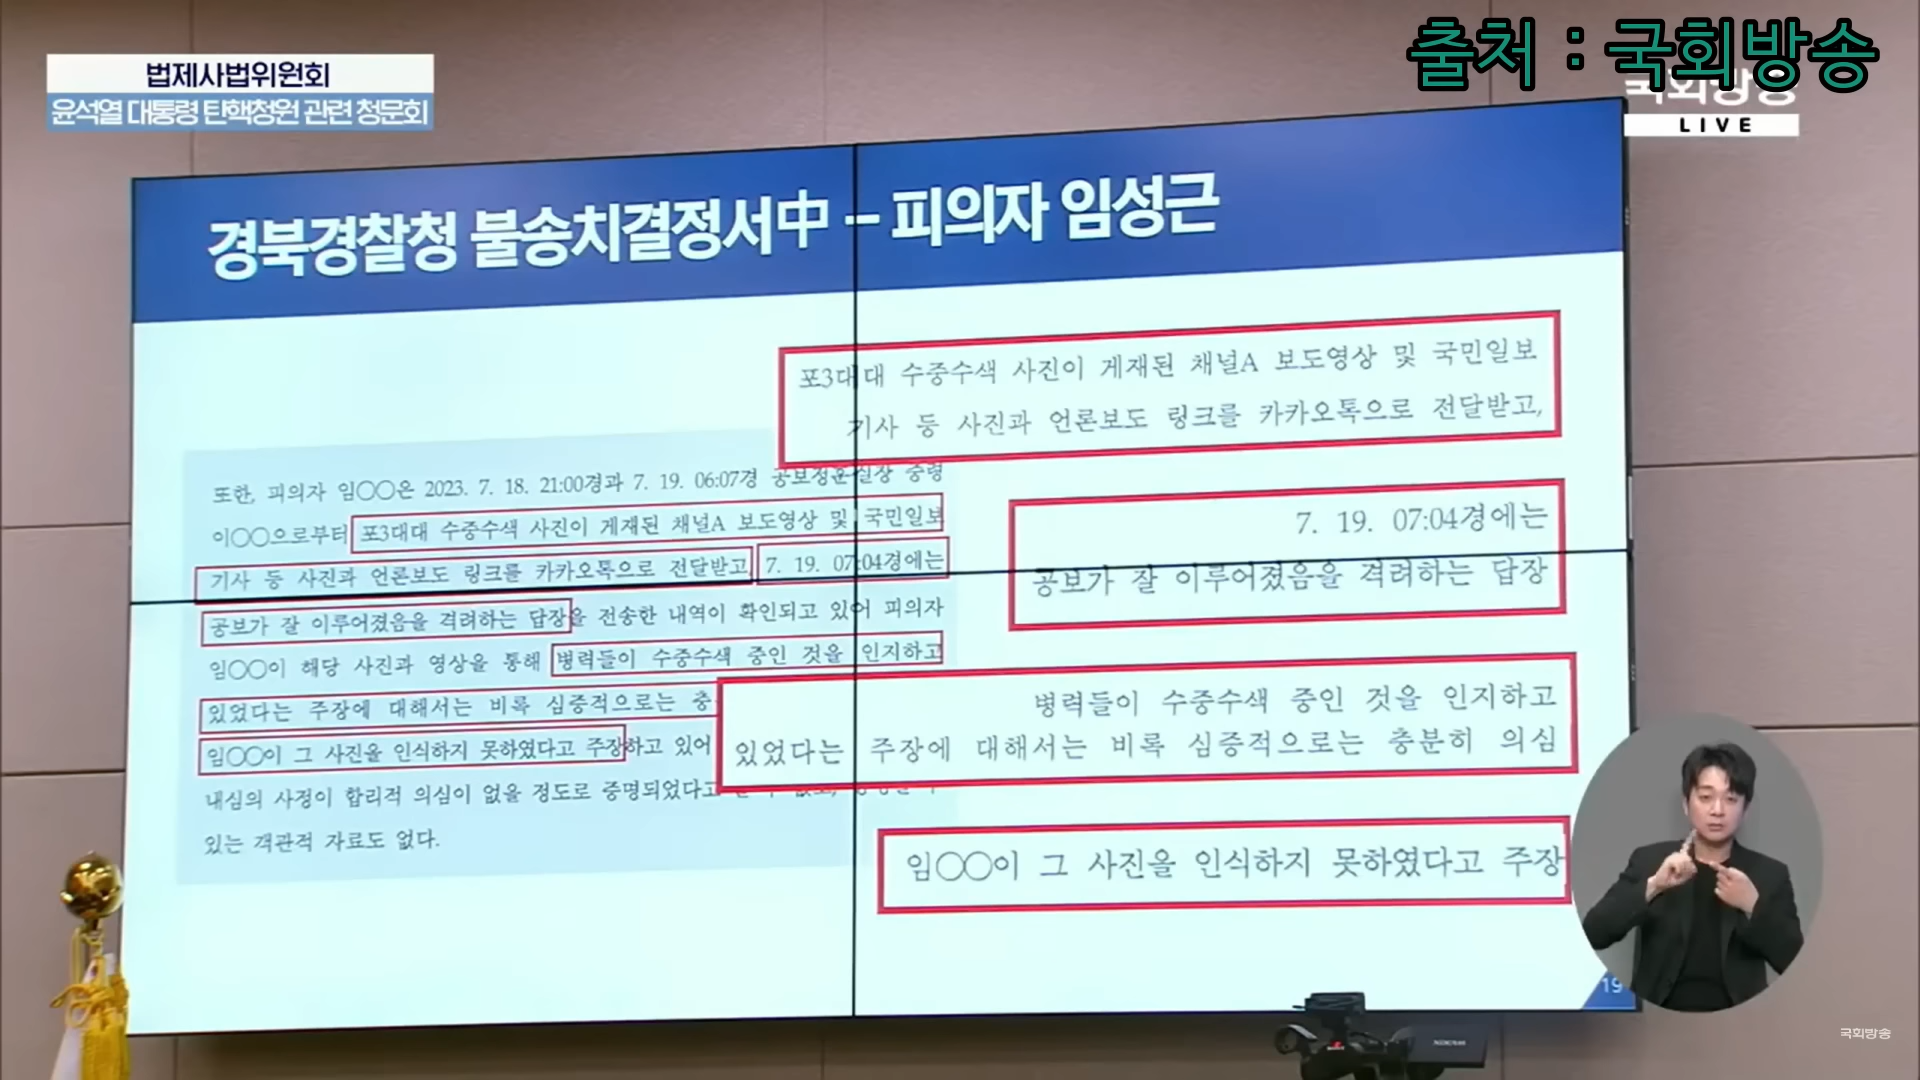 출처 : 국회방송
법제사법위원회
윤석열 대통령 탄핵청원 관련 청문회
국회방송
LIVE
경북경찰청 불송치결정서中 – 피의자 임성근
포3대대 수중수색 사진이 게재된 채널A 보도영상 및 국민일보
기사 등 사진과 언론보도 링크를 카카오톡으로 전달받고,
또한, 피의자 임○○은 2023. 7. 18. 21:00경과 7. 19. 06:07경 공보정훈실장 중령
이○○으로부터 포3대대 수중수색 사진이 게재된 채널A 보도영상 및 국민일보
기사 등 사진과 언론보도 링크를 카카오톡으로 전달받고, 7. 19. 07:04경에는
공보가 잘 이루어졌음을 격려하는 답장을 전송한 내역이 확인되고 있어 피의자
임○○이 해당 사진과 영상을 통해 병력들이 수중수색 중인 것을 인지하고
있었다는 주장에 대해서는 비록 심증적으로는 충
임○○이 그 사진을 인식하지 못하였다고 주장하고 있어
내심의 사정이 합리적 의심이 없을 정도로 증명되었다고
있는 객관적 자료도 없다.
7. 19. 07:04경에는
공보가 잘 이루어졌음을 격려하는 답장
병력들이 수중수색 중인 것을 인지하고
있었다는 주장에 대해서는 비록 심증적으로는 충분히 의심
임○○이 그 사진을 인식하지 못하였다고 주장
19
국회방송